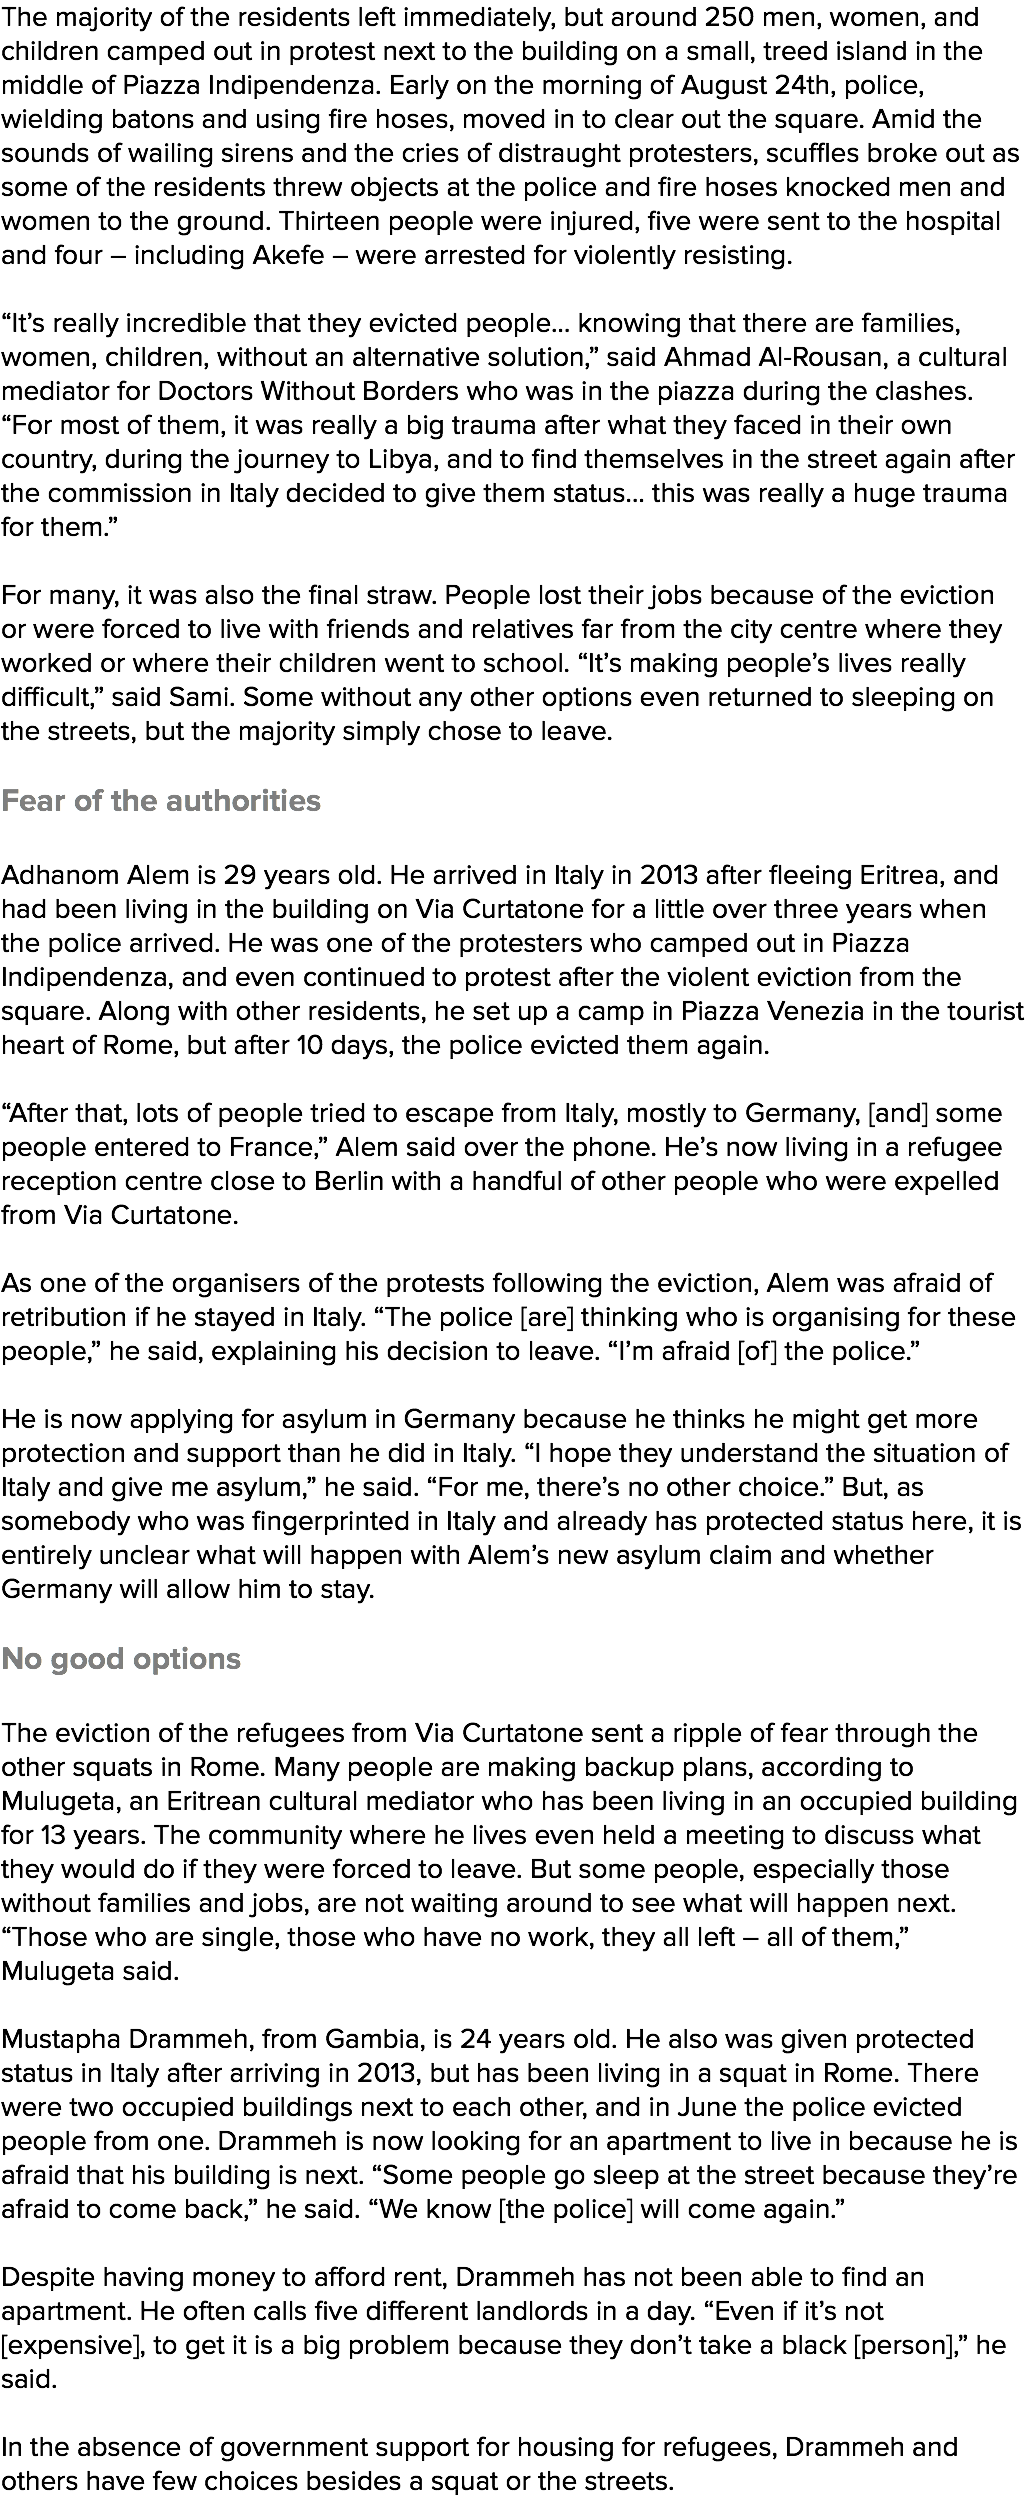 The majority of the residents left immediately, but around 250 men, women, and
children camped out in protest next to the building on a small, treed island in the
middle of Piazza Indipendenza. Early on the morning of August 24th, police,
wielding batons and using fire hoses, moved in to clear out the square. Amid the
sounds of wailing sirens and the cries of distraught protesters, scuffles broke out as
some of the residents threw objects at the police and fire hoses knocked men and
women to the ground. Thirteen people were injured, five were sent to the hospital
and four – including Akefe – were arrested for violently resisting.
“It’s really incredible that they evicted people... knowing that there are families,
women, children, without an alternative solution,” said Ahmad Al-Rousan, a cultural
mediator for Doctors Without Borders who was in the piazza during the clashes.
“For most of them, it was really a big trauma after what they faced in their own
country, during the journey to Libya, and to find themselves in the street again after
the commission in Italy decided to give them status... this was really a huge trauma
for them.”
For many, it was also the final straw. People lost their jobs because of the eviction
or were forced to live with friends and relatives far from the city centre where they
worked or where their children went to school. “It’s making people’s lives really
difficult,” said Sami. Some without any other options even returned to sleeping on
the streets, but the majority simply chose to leave.
Fear of the authorities
Adhanom Alem is 29 years old. He arrived in Italy in 2013 after fleeing Eritrea, and
had been living in the building on Via Curtatone for a little over three years when
the police arrived. He was one of the protesters who camped out in Piazza
Indipendenza, and even continued to protest after the violent eviction from the
square. Along with other residents, he set up a camp in Piazza Venezia in the tourist
heart of Rome, but after 10 days, the police evicted them again.
“After that, lots of people tried to escape from Italy, mostly to Germany, [and] some
people entered to France,” Alem said over the phone. He’s now living in a refugee
reception centre close to Berlin with a handful of other people who were expelled
from Via Curtatone.
As one of the organisers of the protests following the eviction, Alem was afraid of
retribution if he stayed in Italy. “The police [are] thinking who is organising for these
people,” he said, explaining his decision to leave. “I’m afraid [of] the police.”
He is now applying for asylum in Germany because he thinks he might get more
protection and support than he did in Italy. “I hope they understand the situation of
Italy and give me asylum,” he said. “For me, there’s no other choice.” But, as
somebody who was fingerprinted in Italy and already has protected status here, it is
entirely unclear what will happen with Alem’s new asylum claim and whether
Germany will allow him to stay.
No good options
The eviction of the refugees from Via Curtatone sent a ripple of fear through the
other squats in Rome. Many people are making backup plans, according to
Mulugeta, an Eritrean cultural mediator who has been living in an occupied building
for 13 years. The community where he lives even held a meeting to discuss what
they would do if they were forced to leave. But some people, especially those
without families and jobs, are not waiting around to see what will happen next.
“Those who are single, those who have no work, they all left – all of them,”
Mulugeta said.
Mustapha Drammeh, from Gambia, is 24 years old. He also was given protected
status in Italy after arriving in 2013, but has been living in a squat in Rome. There
were two occupied buildings next to each other, and in June the police evicted
people from one. Drammeh is now looking for an apartment to live in because he is
afraid that his building is next. “Some people go sleep at the street because they’re
afraid to come back,” he said. “We know [the police] will come again.”
Despite having money to afford rent, Drammeh has not been able to find an
apartment. He often calls five different landlords in a day. “Even if it’s not
[expensive], to get it is a big problem because they don’t take a black [person],” he
said.
In the absence of government support for housing for refugees, Drammeh and
others have few choices besides a squat or the streets.